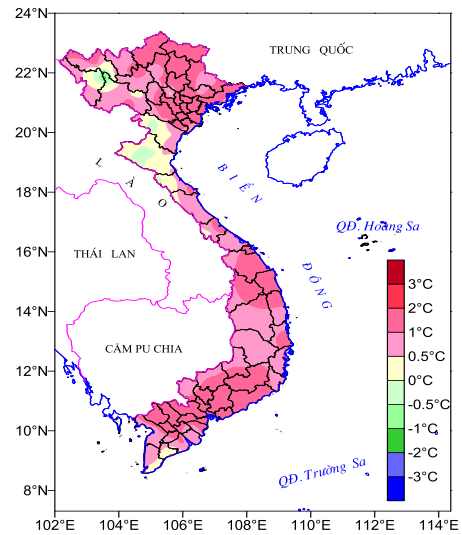 24°N
22°N
20°N
18°N
16°N
14°N
12°N
10°N
8°N
TRUNG QUỐC
LÀO
BIỂN
ĐÔNG
QĐ. Hoàng Sa
THÁI LAN
CĂM PU CHIA
QĐ. Trường Sa
3°C
2°C
1°C
0.5°C
0°C
-0.5°C
-1°C
-2°C
-3°C
102°E 104°E 106°E 108°E 110°E 112°E 114°E